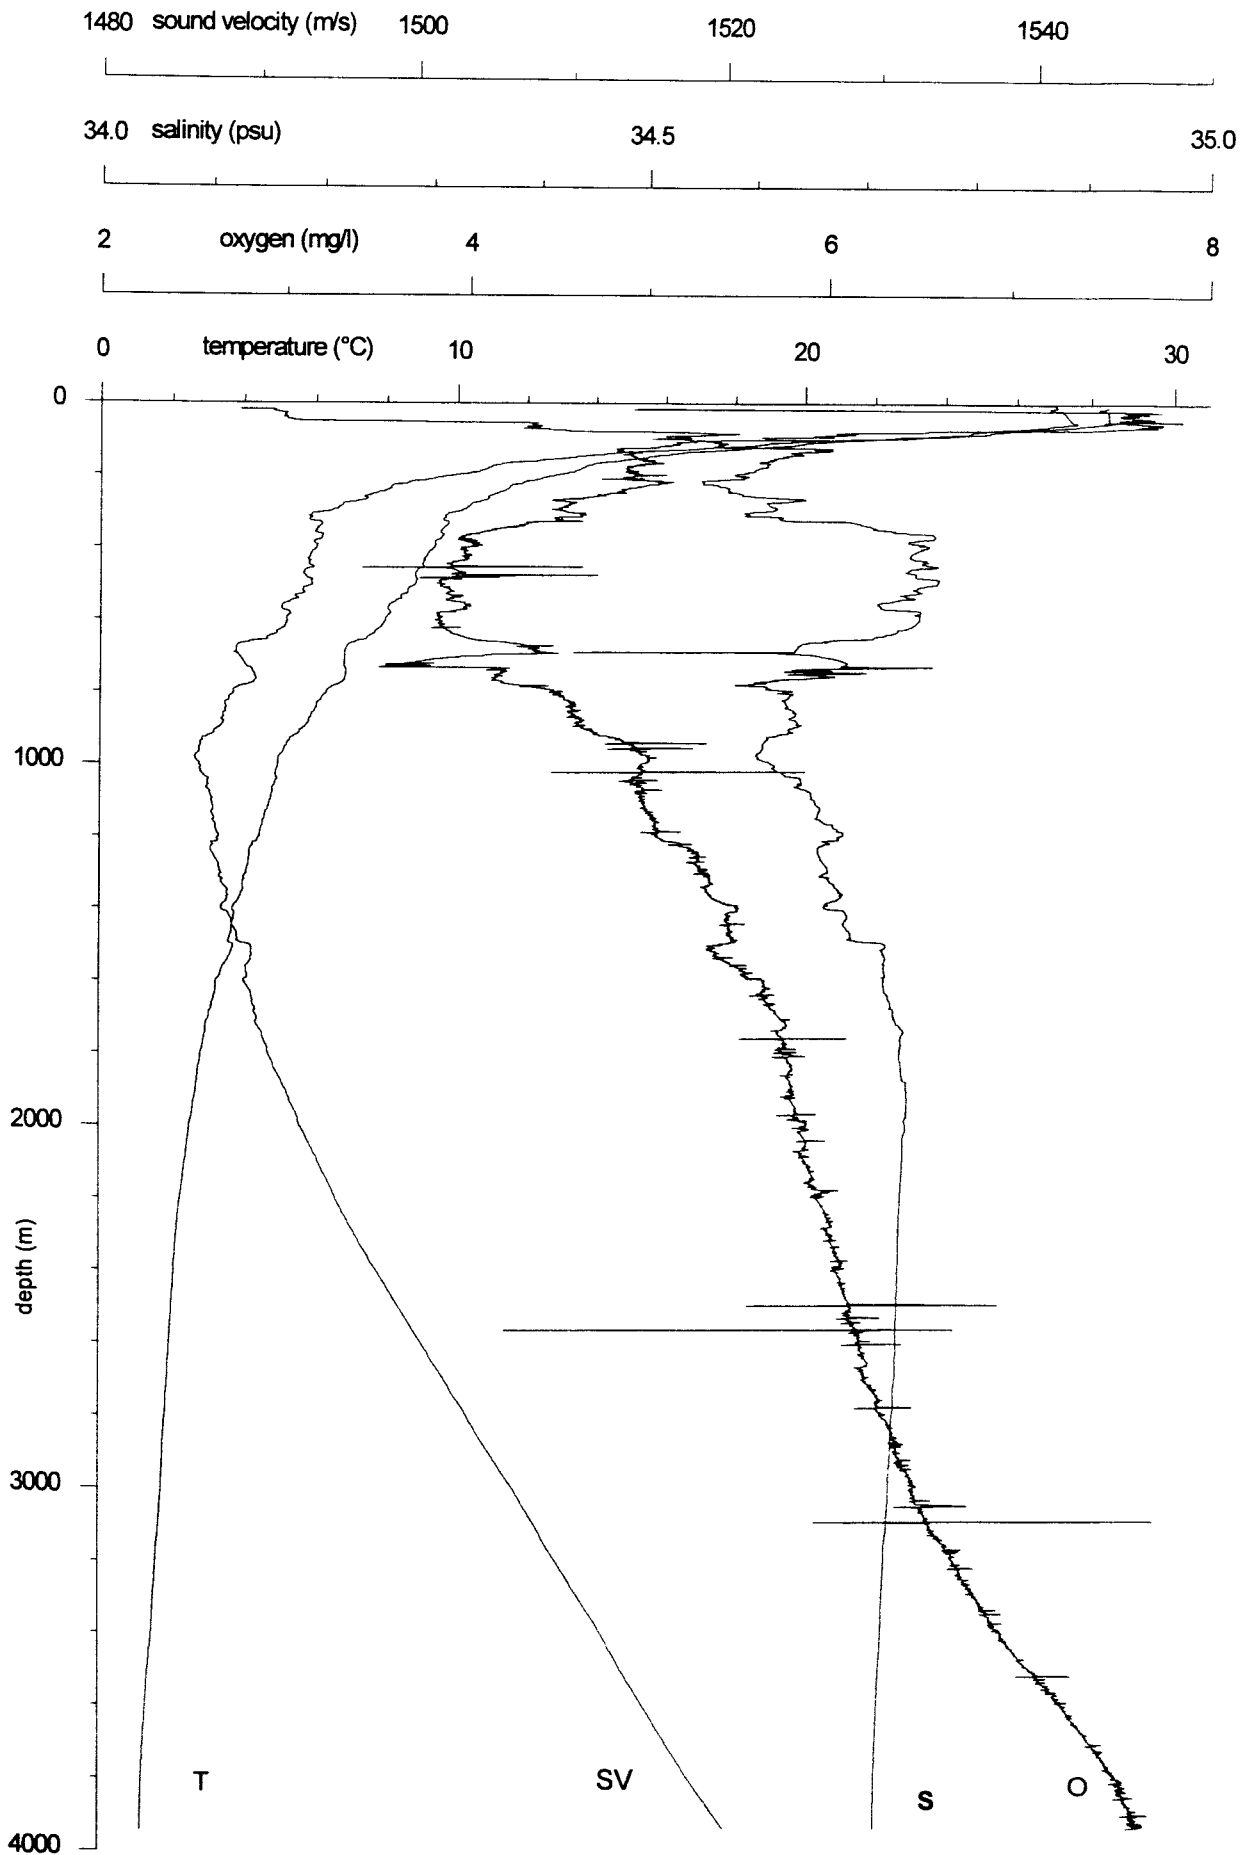 1480 sound velocity (m/s) 1500 1520 1540
34.0 salinity (psu) 34.5 35.0
2 oxygen (mg/l) 4 6 8
0 temperature (°C) 10 20 30
0
1000
2000
depth (m)
3000
T SV S O
4000